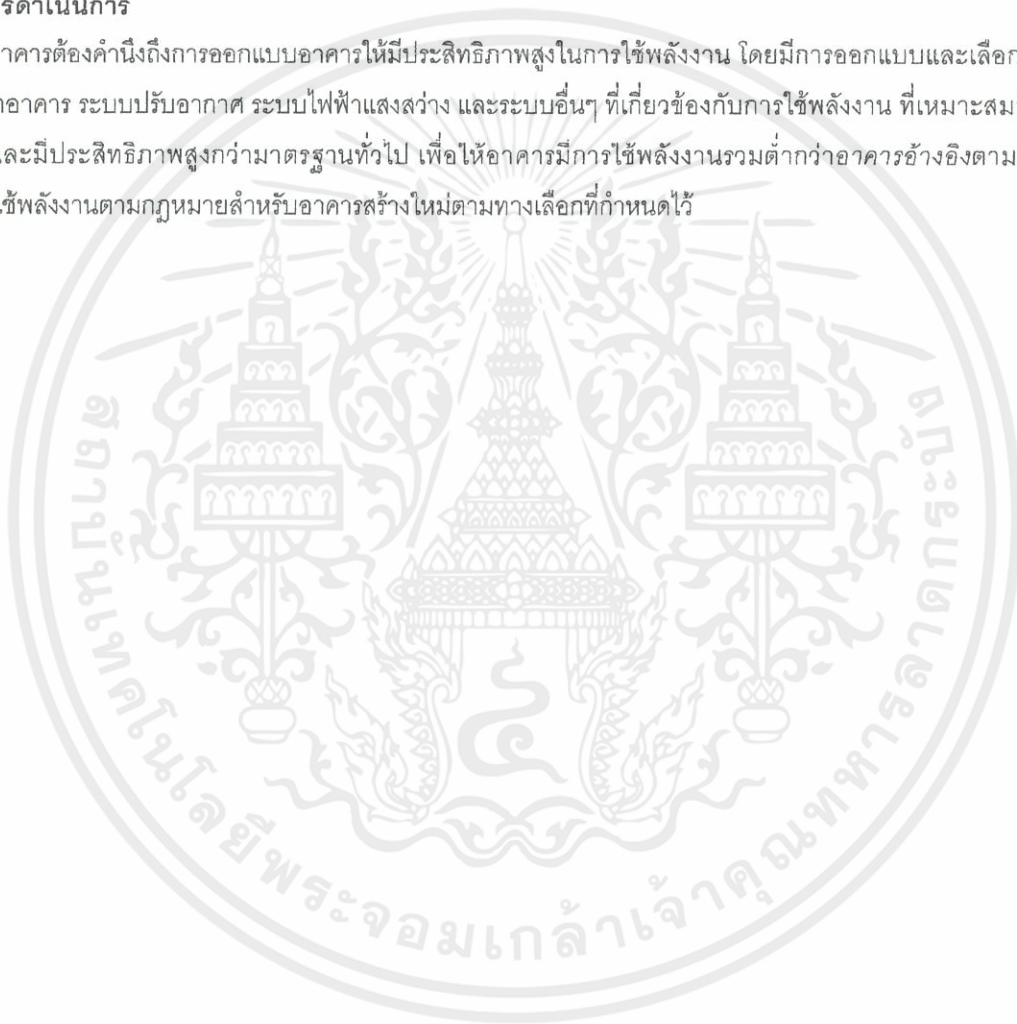 รดำเนินการ
าคารต้องคำนึงถึงการออกแบบอาคารให้มีประสิทธิภาพสูงในการใช้พลังงาน โดยมีการออกแบบและเลือก
าอาคาร ระบบปรับอากาศ ระบบไฟฟ้าแสงสว่าง และระบบอื่นๆ ที่เกี่ยวข้องกับการใช้พลังงาน ที่เหมาะสม
ละมีประสิทธิภาพสูงกว่ามาตรฐานทั่วไป เพื่อให้อาคารมีการใช้พลังงานรวมต่ำกว่าอาคารอ้างอิงตาม
ใช้พลังงานตามกฎหมายสำหรับอาคารสร้างใหม่ตามทางเลือกที่กำหนดไว้
สถาบันเทคโนโลยีพระจอมเกล้าเจ้าคุณทหารลาดกระบัง